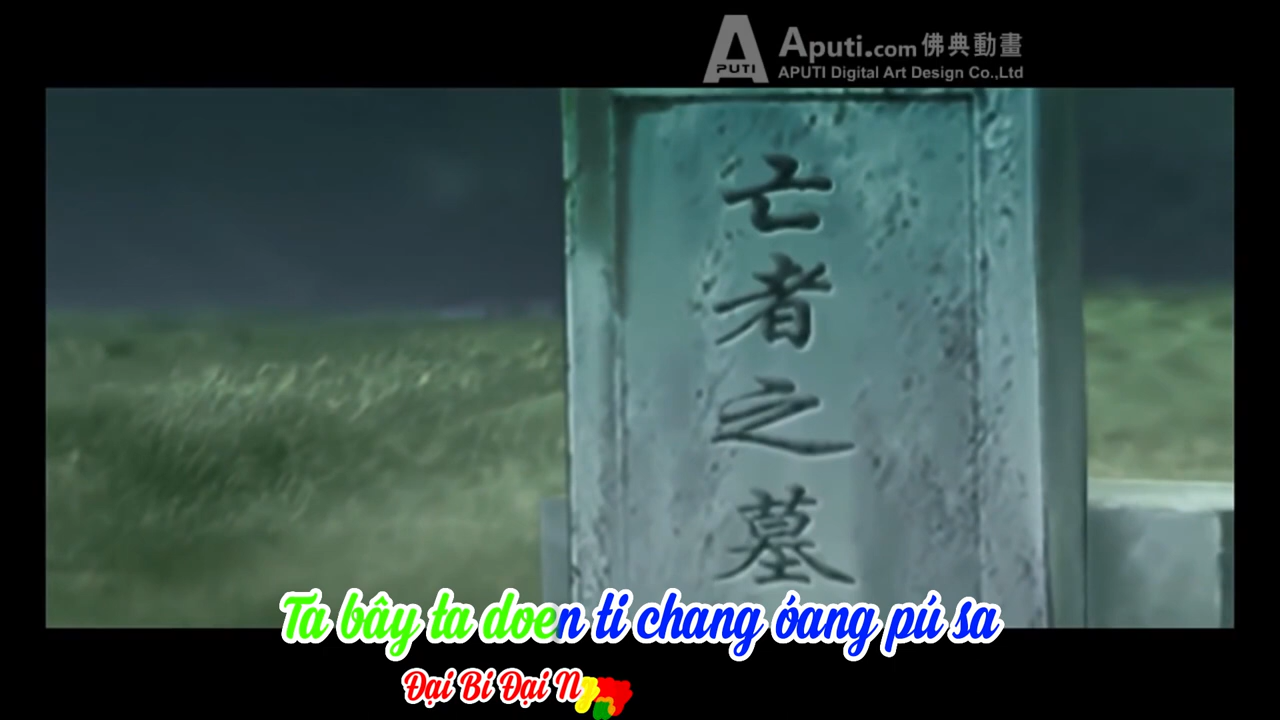 A
PUTI
Aputi.com 佛典動畫
APUTI Digital Art Design Co.,Ltd
亡者之墓
Ta bây ta doen ti chang óang pú sa
Đại Bi Đại N